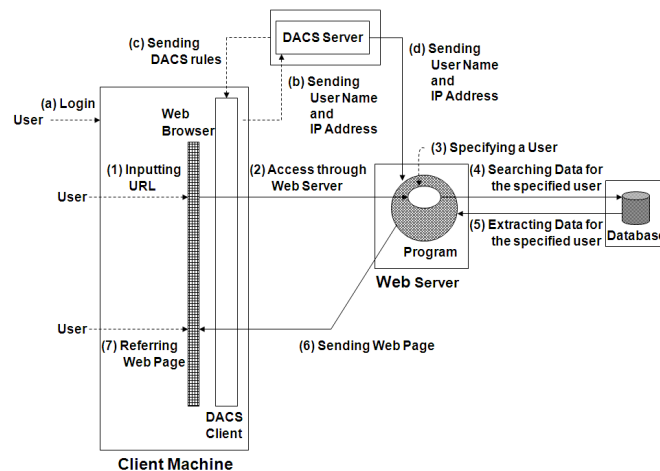 (c) Sending
DACS rules
DACS Server
(d) Sending
User Name
and
IP Address
(b) Sending
User Name
and
IP Address
(a) Login
User
Web
Browser
(3) Specifying a User
(1) Inputting
URL
(2) Access through
Web Server
(4) Searching Data for
the specified user
User
(5) Extracting Data for
the specified user
Database
Program
Web Server
User
(7) Referring
Web Page
(6) Sending Web Page
DACS
Client
Client Machine